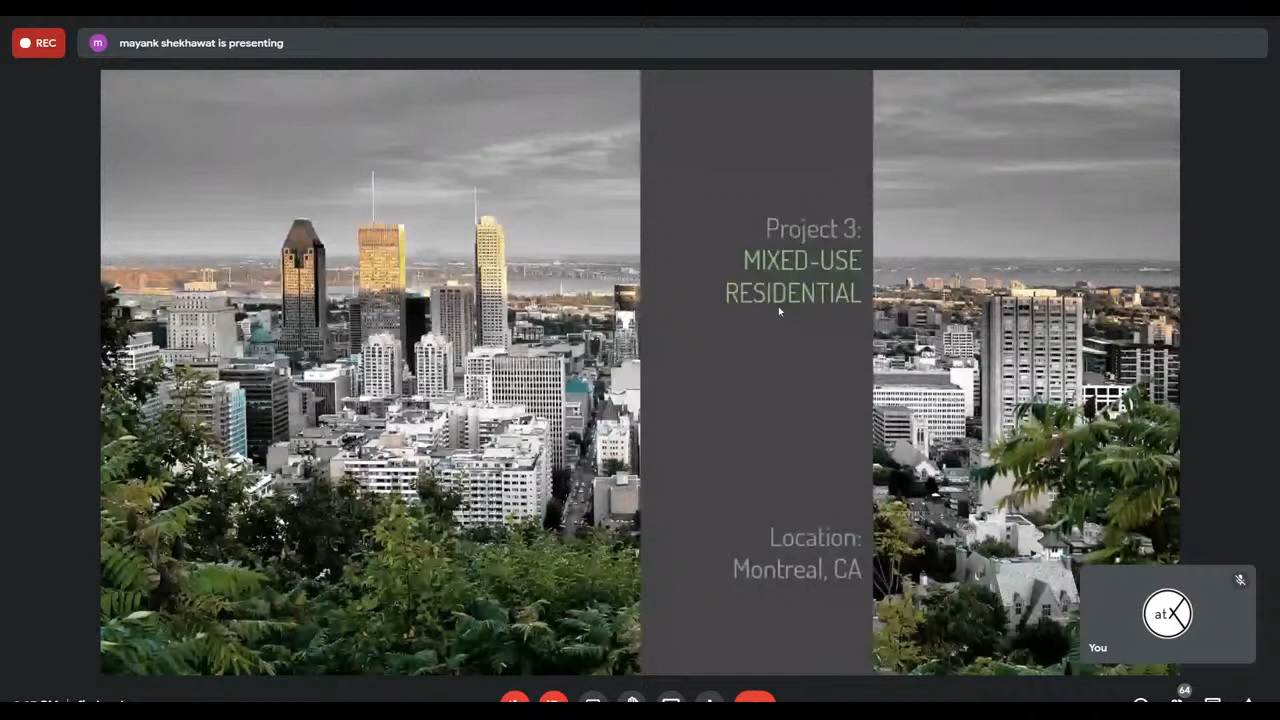 REC
m
mayank shekhawat is presenting
Project 3:
MIXED-USE
RESIDENTIAL
Location:
Montreal, CA
atX
You
64